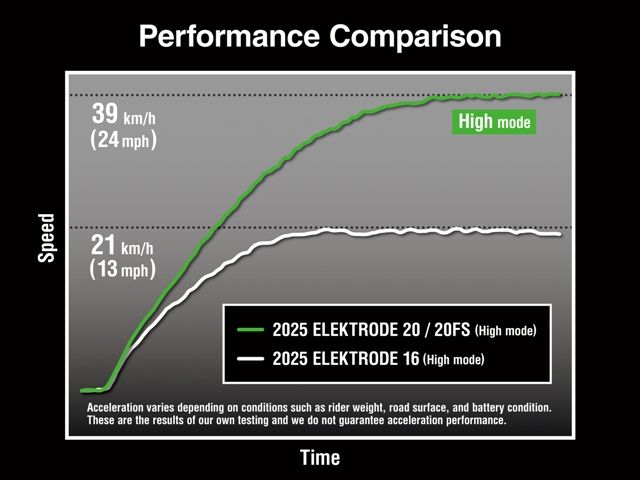 Performance Comparison
39 km/h
(24 mph)
High mode
Speed
21 km/h
(13 mph)
2025 ELEKTRODE 20 / 20FS (High mode)
2025 ELEKTRODE 16 (High mode)
Acceleration varies depending on conditions such as rider weight, road surface, and battery condition.
These are the results of our own testing and we do not guarantee acceleration performance.
Time